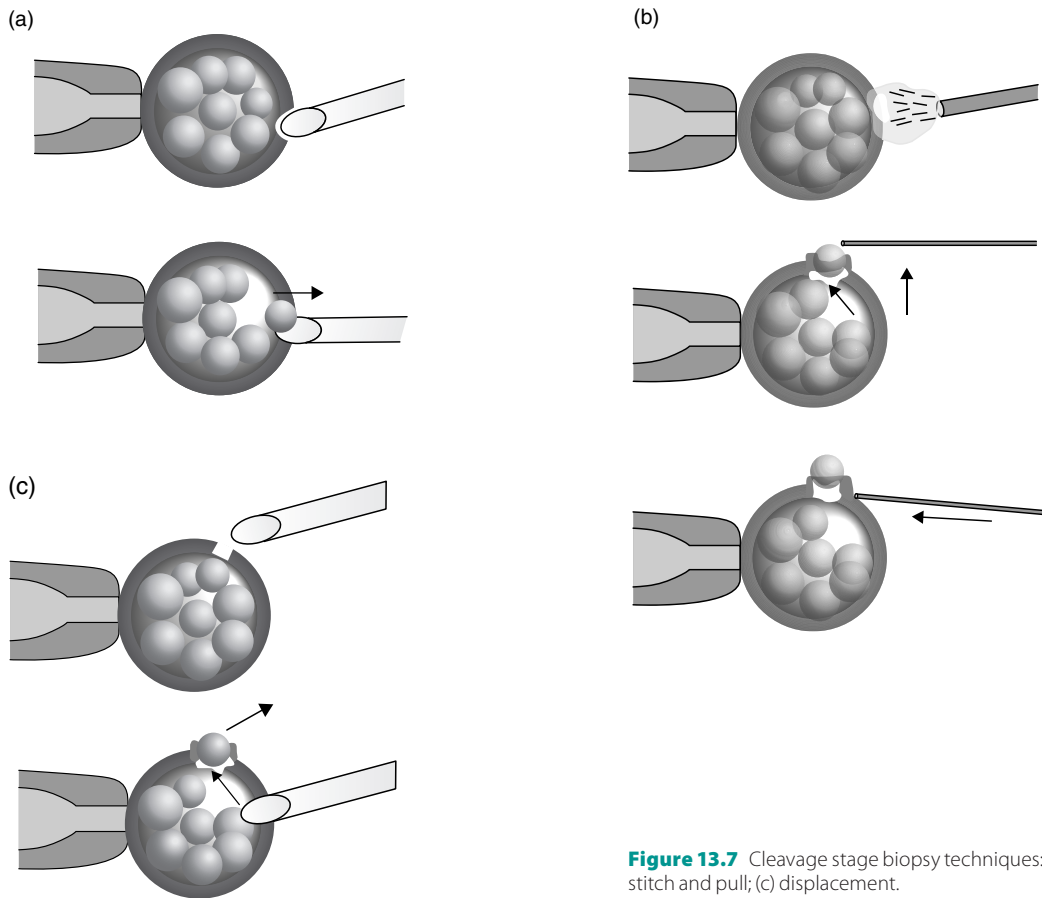 (a)
(b)
(c)
Figure 13.7 Cleavage stage biopsy techniques:
stitch and pull; (c) displacement.